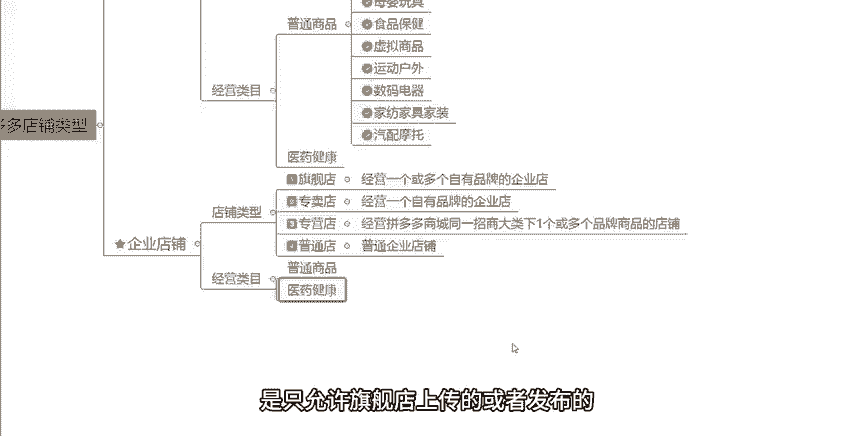 母婴玩具
普通商品
食品保健
虚拟商品
运动户外
经营类目
数码电器
家纺家具家装
多多店铺类型
汽配摩托
医药健康
1旗舰店 经营一个或多个自有品牌的企业店
2专卖店 经营一个自有品牌的企业店
店铺类型
3专营店 经营拼多多商城同一招商大类下1个或多个品牌商品的店铺
企业店铺
4普通店 普通企业店铺
普通商品
经营类目
医药健康
是只允许旗舰店上传的或者发布的